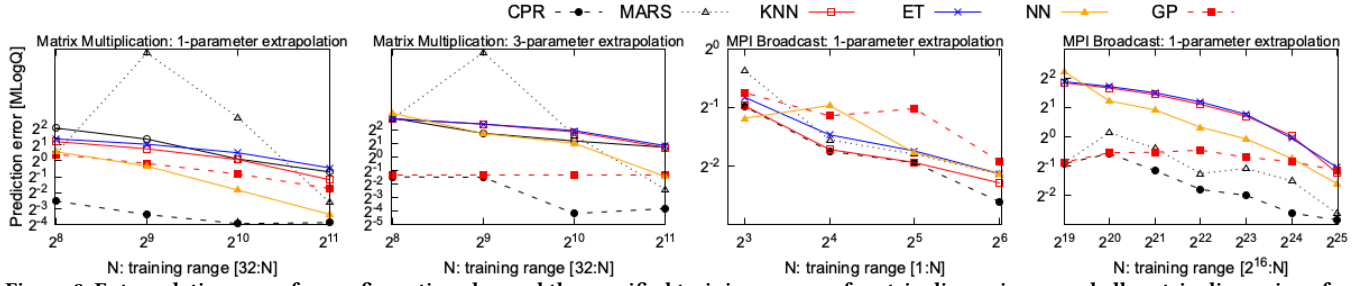 CPR MARS KNN ET NN GP
Matrix Multiplication: 1-parameter extrapolation
Prediction error [MLogQ]
2^2
2^1
2^0
2^-1
2^-2
2^-3
2^-4
2^8 2^9 2^10 2^11
N: training range [32:N]
Matrix Multiplication: 3-parameter extrapolation
2^2
2^1
2^0
2^-1
2^-2
2^-3
2^-4
2^-5
2^8 2^9 2^10 2^11
N: training range [32:N]
MPI Broadcast: 1-parameter extrapolation
2^0
2^-1
2^-2
2^3 2^4 2^5 2^6
N: training range [1:N]
MPI Broadcast: 1-parameter extrapolation
2^2
2^1
2^0
2^-1
2^-2
2^19 2^20 2^21 2^22 2^23 2^24 2^25
N: training range [2^16:N]